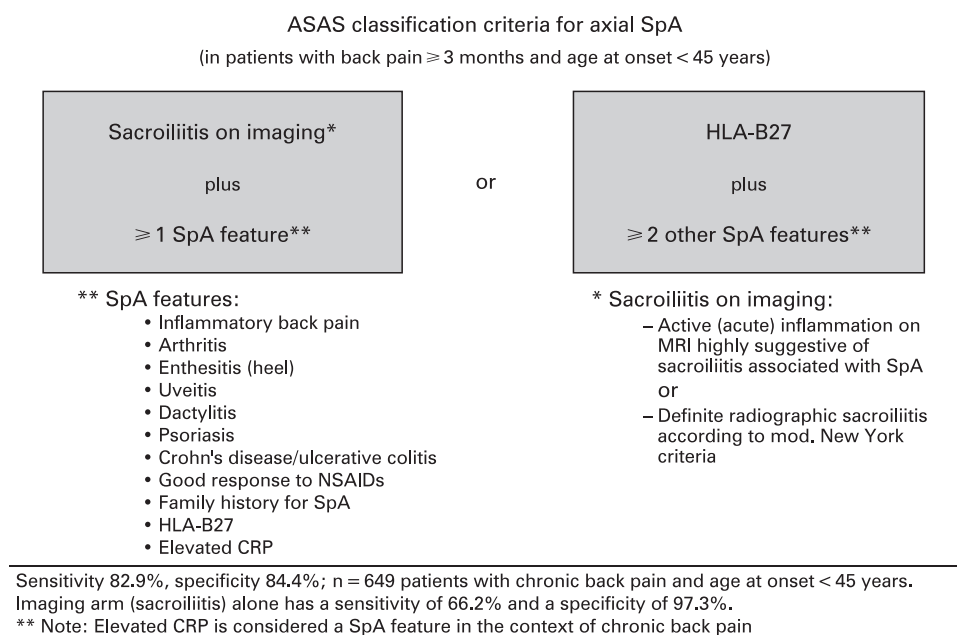 ASAS classification criteria for axial SpA
(in patients with back pain ⩾ 3 months and age at onset < 45 years)
Sacroiliitis on imaging*
plus
⩾ 1 SpA feature**
or
HLA-B27
plus
⩾ 2 other SpA features**
** SpA features:
• Inflammatory back pain
• Arthritis
• Enthesitis (heel)
• Uveitis
• Dactylitis
• Psoriasis
• Crohn's disease/ulcerative colitis
• Good response to NSAIDs
• Family history for SpA
• HLA-B27
• Elevated CRP
* Sacroiliitis on imaging:
– Active (acute) inflammation on
MRI highly suggestive of
sacroiliitis associated with SpA
or
– Definite radiographic sacroiliitis
according to mod. New York
criteria
Sensitivity 82.9%, specificity 84.4%; n = 649 patients with chronic back pain and age at onset < 45 years.
Imaging arm (sacroiliitis) alone has a sensitivity of 66.2% and a specificity of 97.3%.
** Note: Elevated CRP is considered a SpA feature in the context of chronic back pain